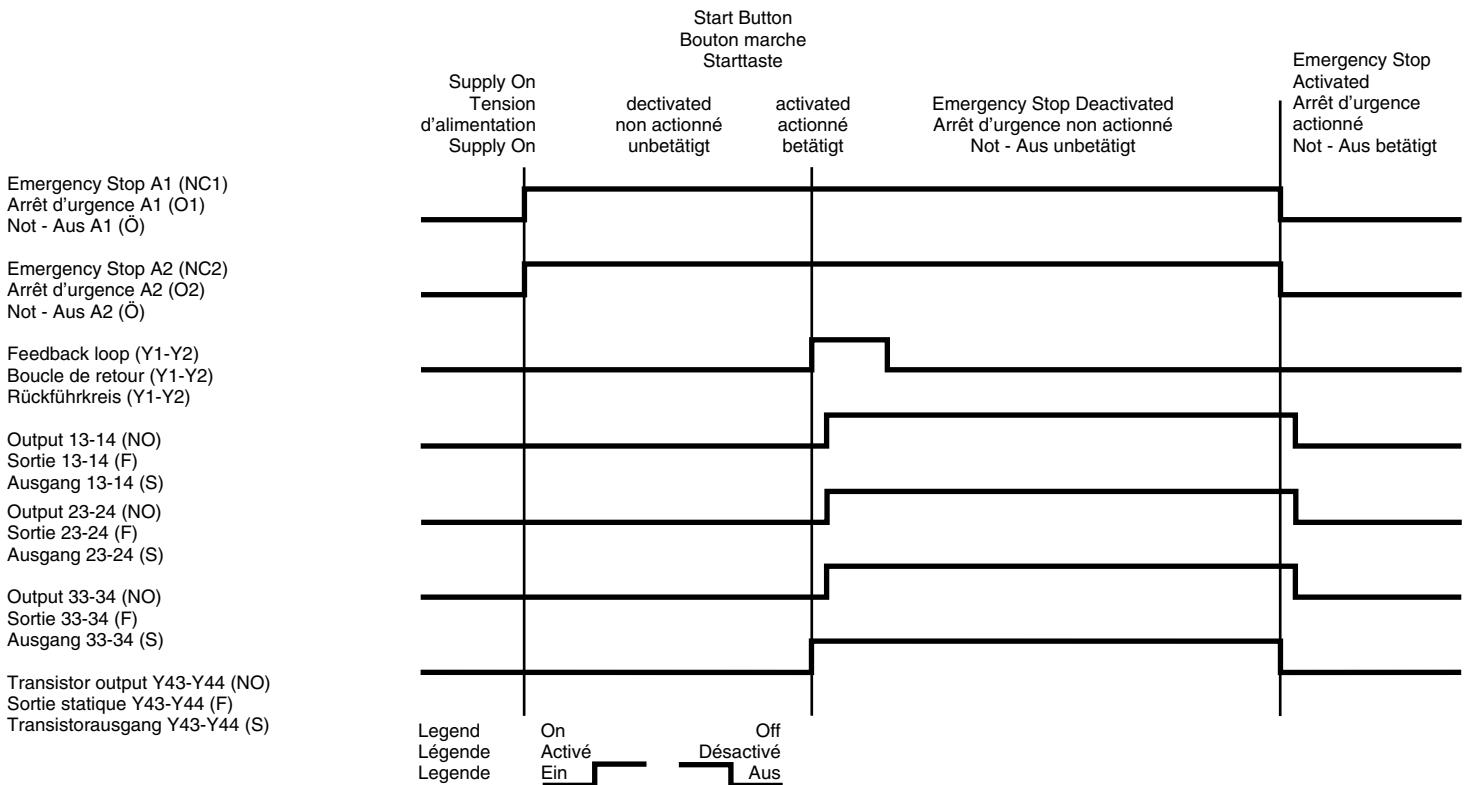 Start Button
Bouton marche
Starttaste
Supply On
Tension
d'alimentation
Supply On
dectivated
non actionné
unbetätigt
activated
actionné
betätigt
Emergency Stop Deactivated
Arrêt d'urgence non actionné
Not - Aus unbetätigt
Emergency Stop
Activated
Arrêt d'urgence
actionné
Not - Aus betätigt
Emergency Stop A1 (NC1)
Arrêt d'urgence A1 (O1)
Not - Aus A1 (Ö)
Emergency Stop A2 (NC2)
Arrêt d'urgence A2 (O2)
Not - Aus A2 (Ö)
Feedback loop (Y1-Y2)
Boucle de retour (Y1-Y2)
Rückführkreis (Y1-Y2)
Output 13-14 (NO)
Sortie 13-14 (F)
Ausgang 13-14 (S)
Output 23-24 (NO)
Sortie 23-24 (F)
Ausgang 23-24 (S)
Output 33-34 (NO)
Sortie 33-34 (F)
Ausgang 33-34 (S)
Transistor output Y43-Y44 (NO)
Sortie statique Y43-Y44 (F)
Transistorausgang Y43-Y44 (S)
Legend On Off
Légende Activé Désactivé
Legende Ein Aus